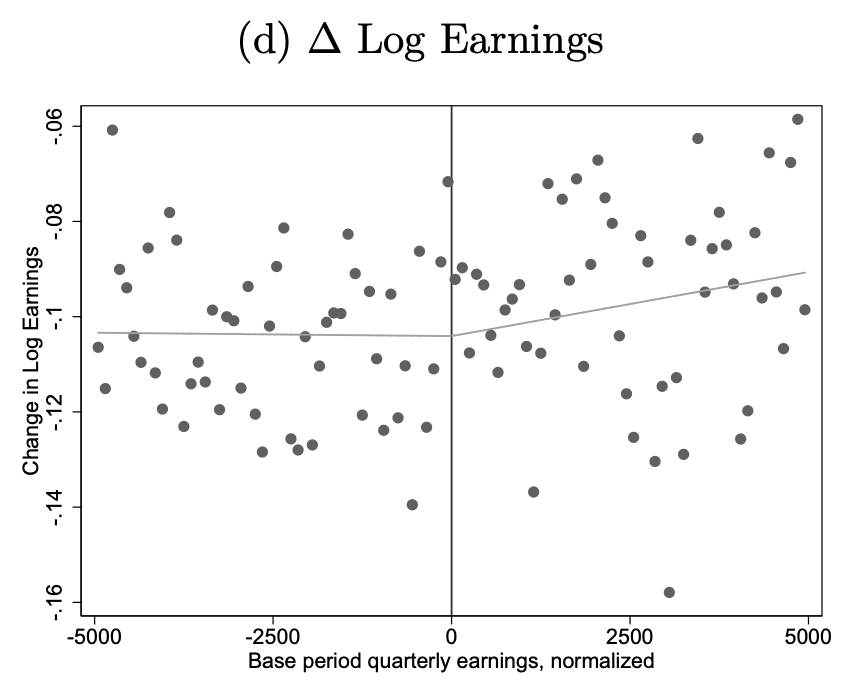 (d) Δ Log Earnings
-.06
-.08
-.1
-.12
-.14
-.16
Change in Log Earnings
-5000 -2500 0 2500 5000
Base period quarterly earnings, normalized